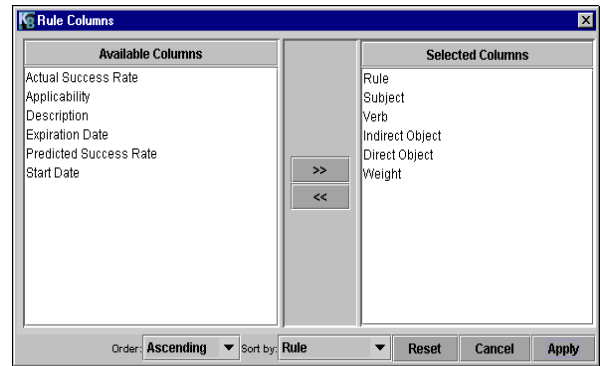 KB Rule Columns
Available Columns
Actual Success Rate
Applicability
Description
Expiration Date
Predicted Success Rate
Start Date
>>
<<
Selected Columns
Rule
Subject
Verb
Indirect Object
Direct Object
Weight
Order: Ascending Sort by: Rule Reset Cancel Apply